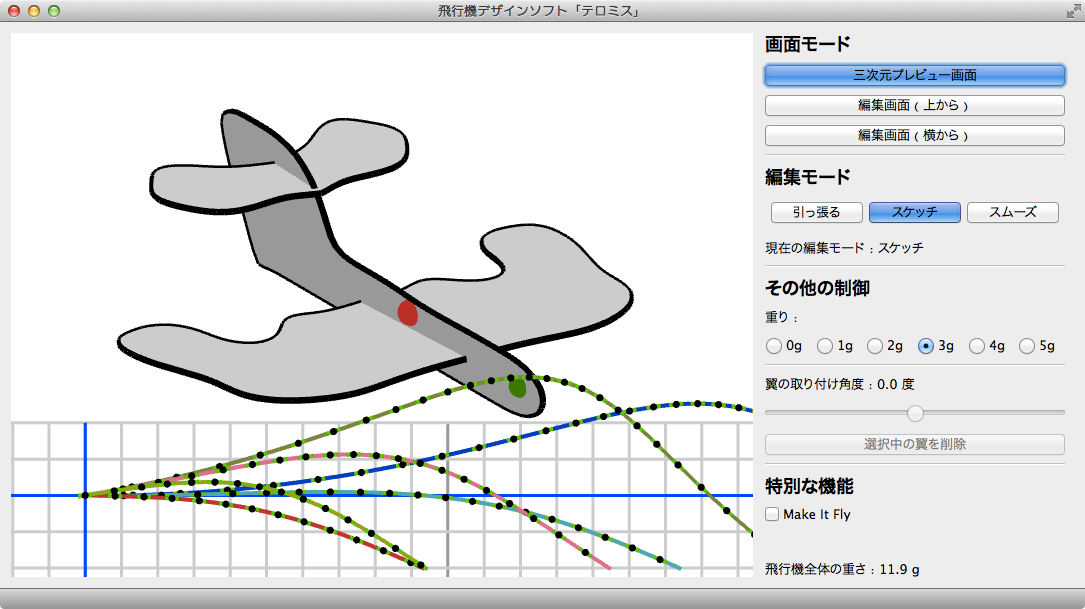 飛行機デザインソフト「テロミス」
画面モード
三次元プレビュー画面
編集画面 ( 上から )
編集画面 ( 横から )
編集モード
引っ張る スケッチ スムーズ
現在の編集モード : スケッチ
その他の制御
重り :
0g 1g 2g 3g 4g 5g
翼の取り付け角度 : 0.0 度
選択中の翼を削除
特別な機能
Make It Fly
飛行機全体の重さ : 11.9 g